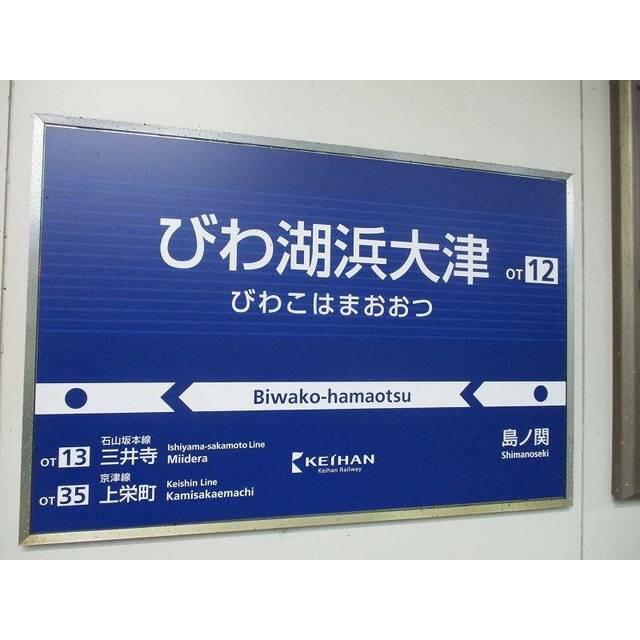 びわ湖浜大津 OT 12
びわこはまおおつ
Biwako-hamaotsu
OT 13 石山坂本線 三井寺 Ishiyama-sakamoto Line Miidera
OT 35 京津線 上栄町 Keishin Line Kamisakaemachi
KEIHAN
Keihan Railway
島ノ関
Shimanoseki